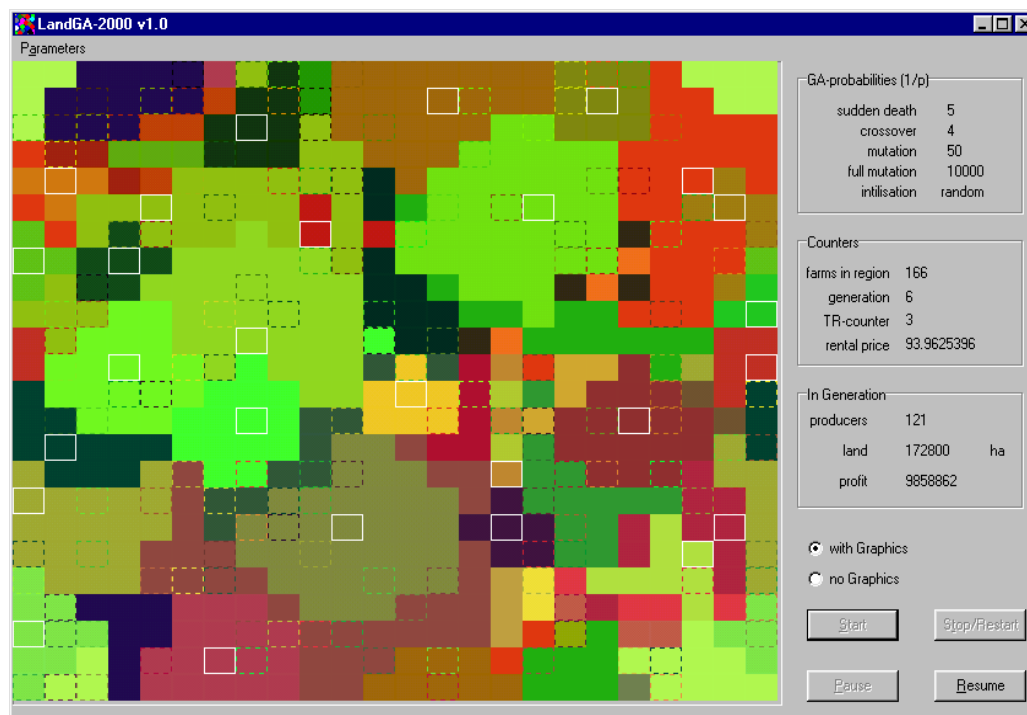 LandGA-2000 v1.0
Parameters
GA-probabilities (1/p)
sudden death 5
crossover 4
mutation 50
full mutation 10000
intilisation random
Counters
farms in region 166
generation 6
TR-counter 3
rental price 93.9625396
In Generation
producers 121
land 172800 ha
profit 9858862
with Graphics
no Graphics
Start Stop/Restart
Pause Resume